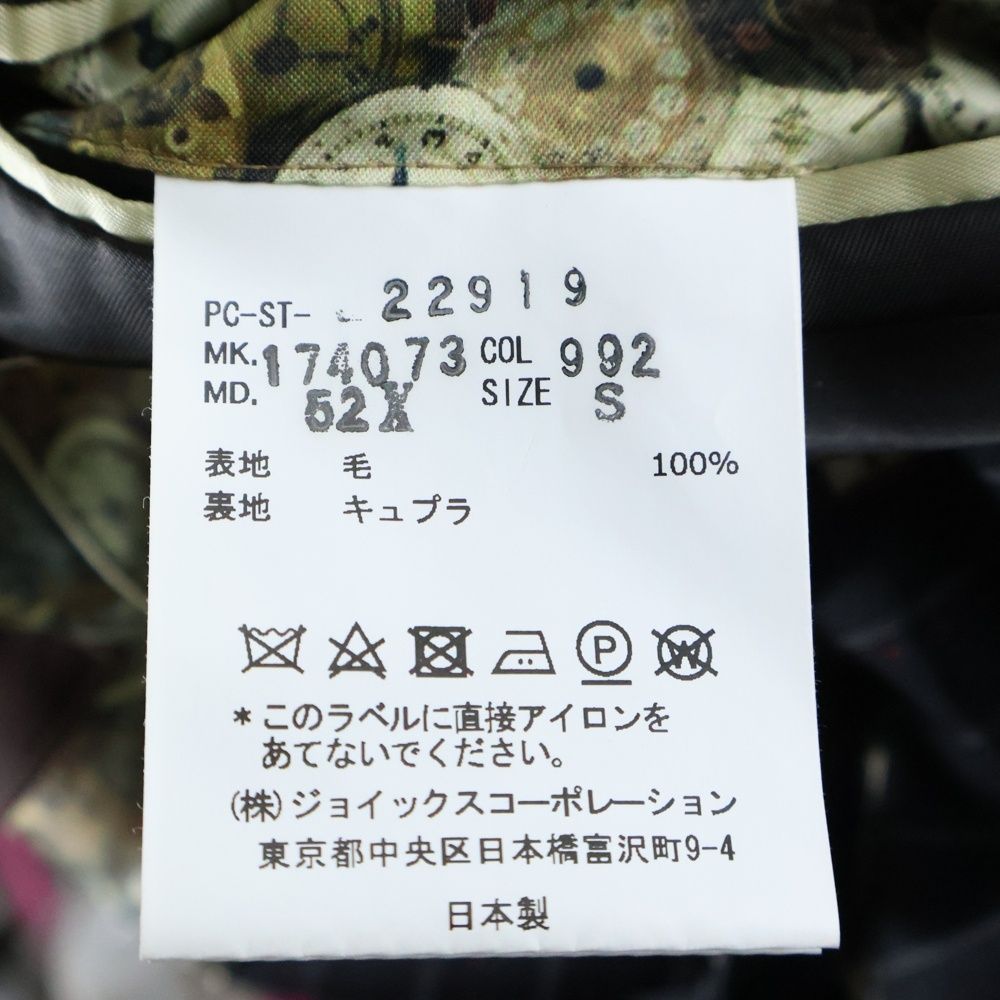 PC-ST- 22919
MK. 174073 COL 992
MD. 52X SIZE S
表地 毛 100%
裏地 キュプラ
P W
*このラベルに直接アイロンを
あてないでください。
(株)ジョイックスコーポレーション
東京都中央区日本橋富沢町9-4
日本製